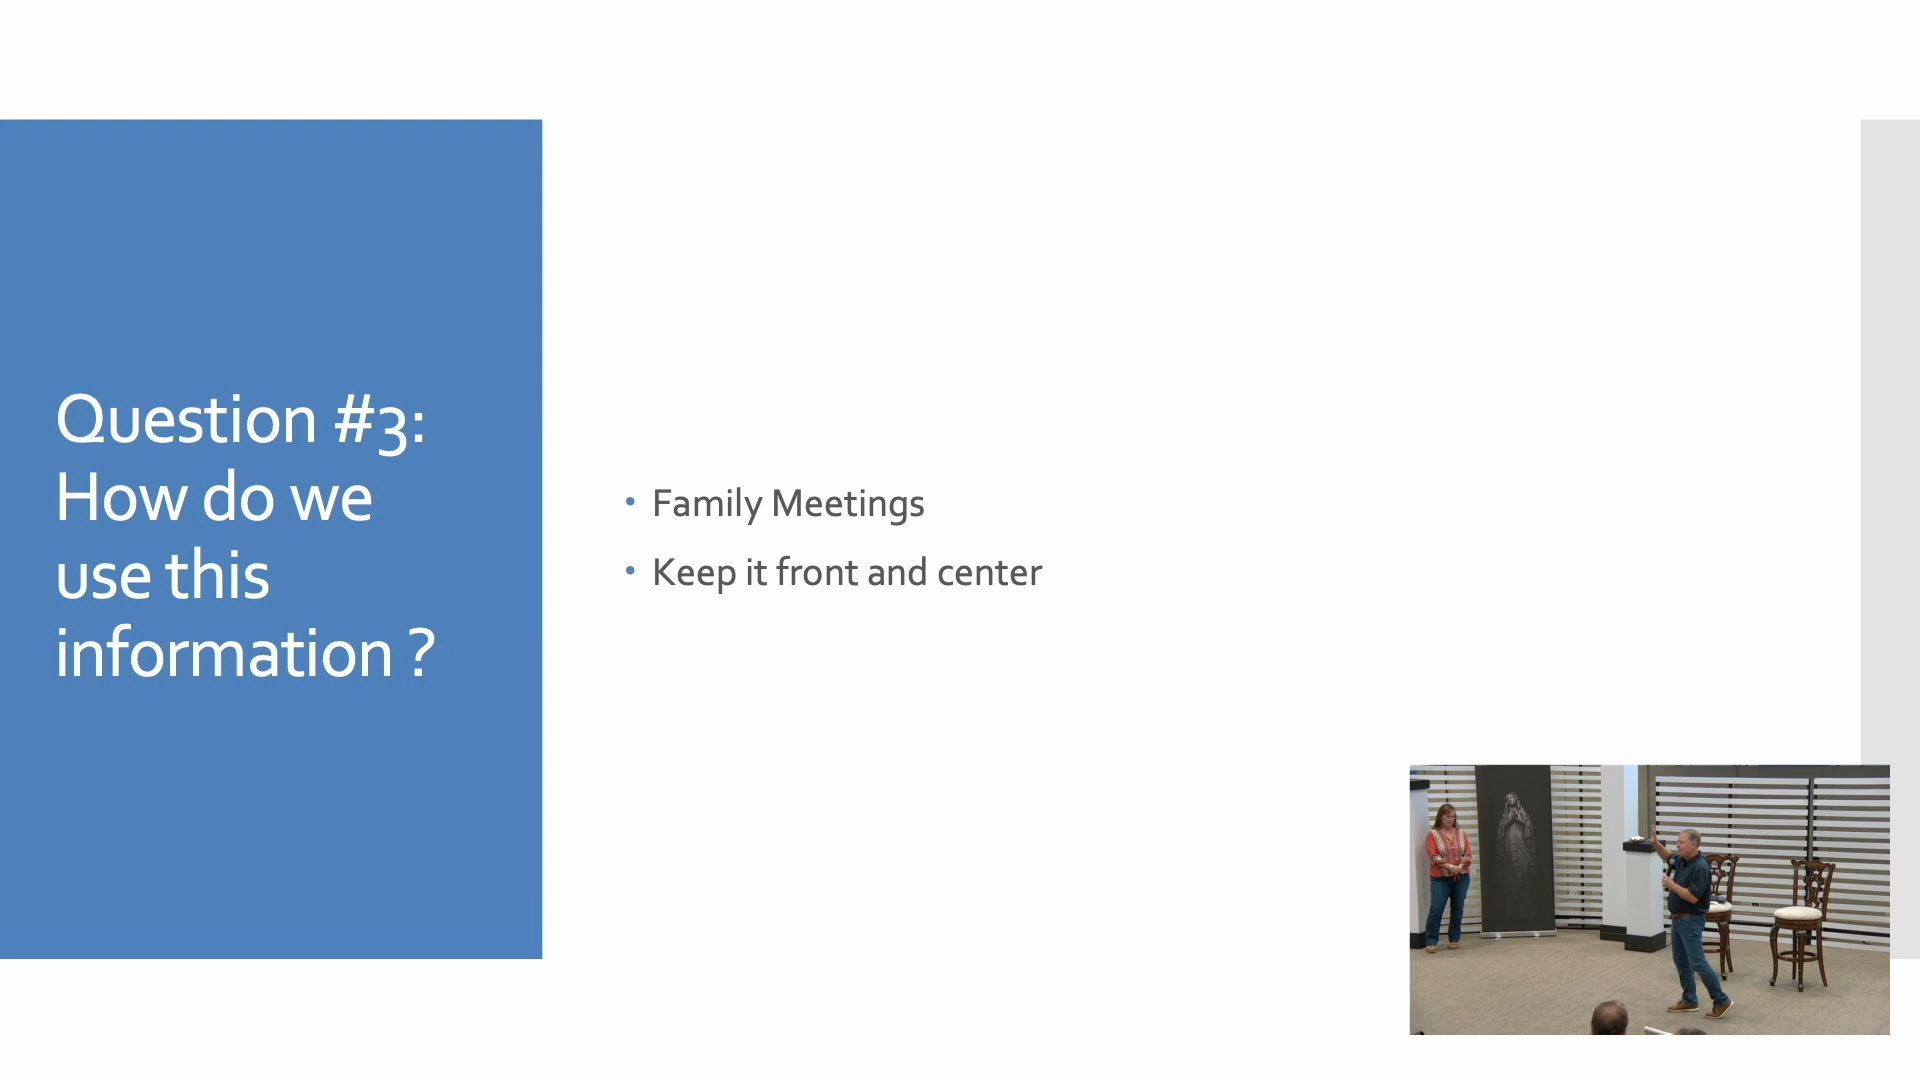 Question #3:
How do we
use this
information ?
• Family Meetings
• Keep it front and center